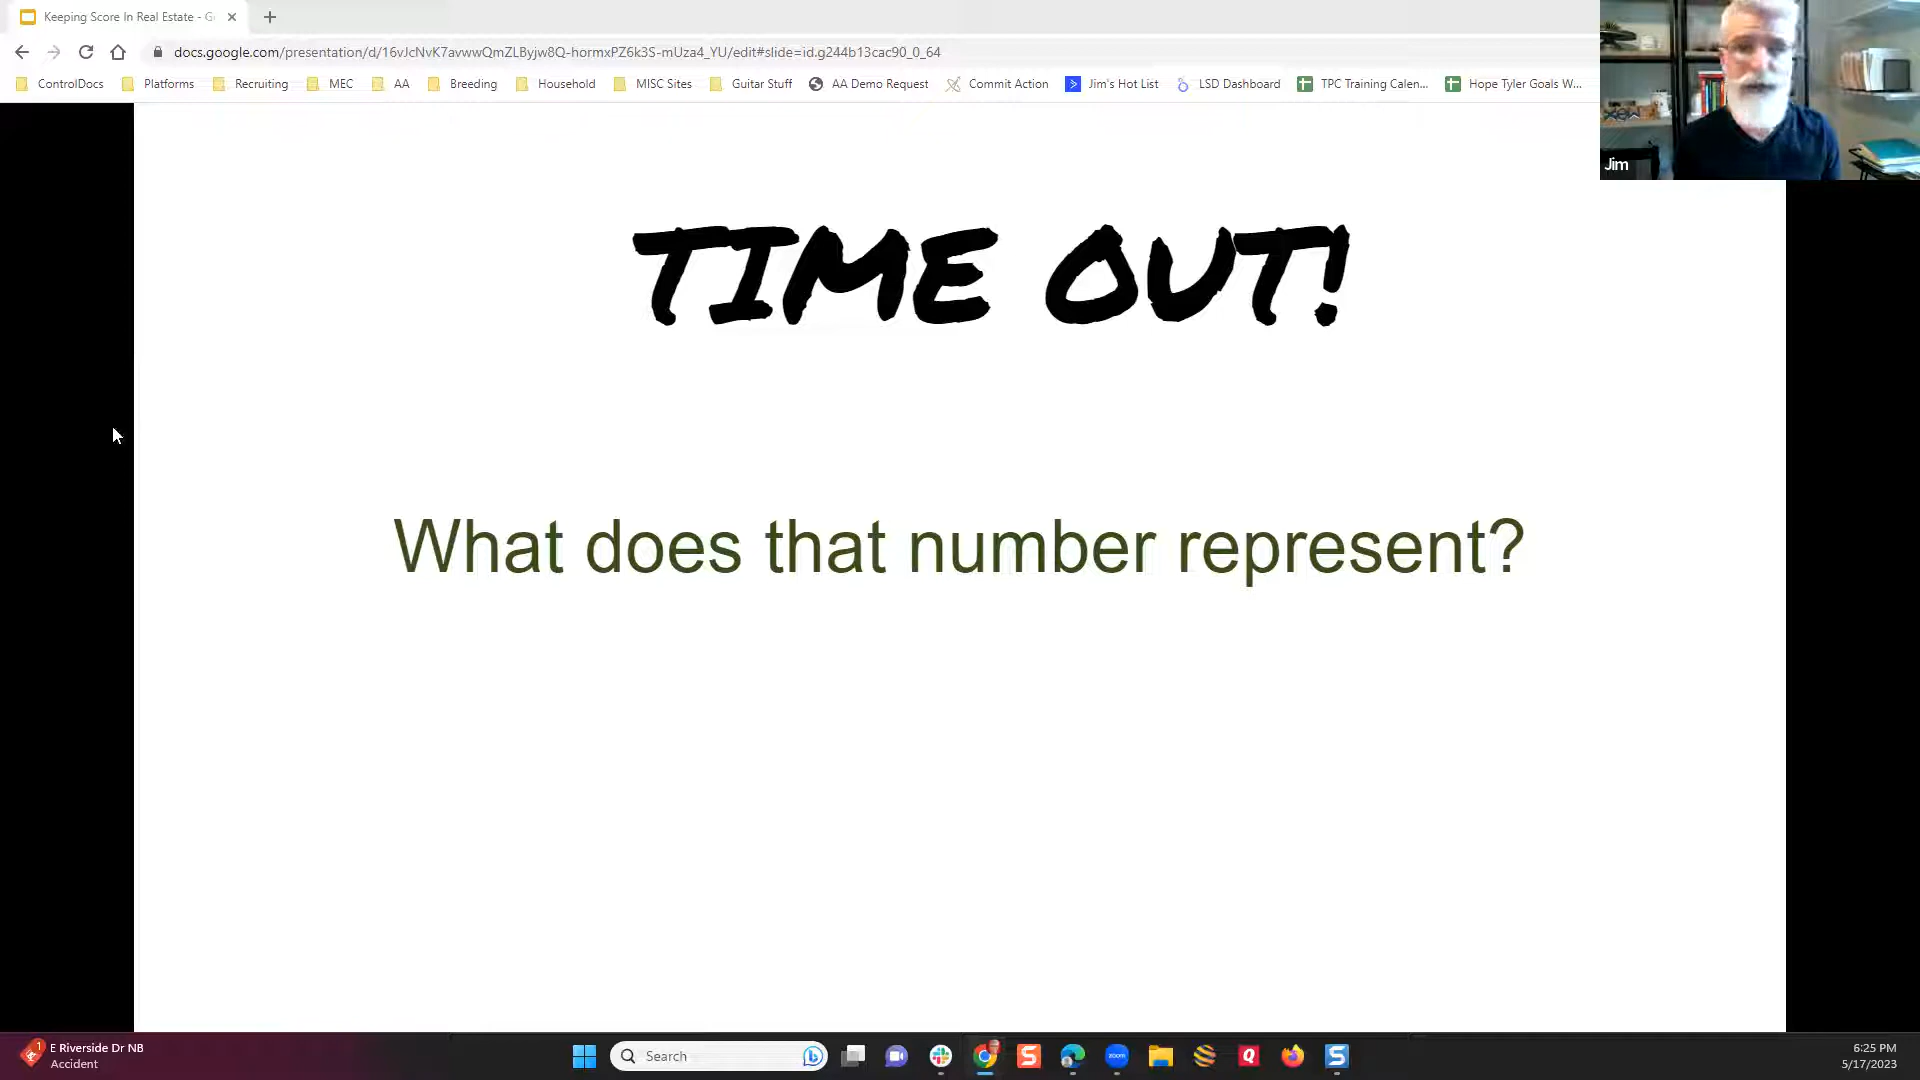 Keeping Score In Real Estate - G
docs.google.com/presentation/d/16vJcNvK7avwwQmZLByjw8Q-hormxPZ6k3S-mUza4_YU/edit#slide=id.g244b13cac90_0_64
ControlDocs Platforms Recruiting MEC AA Breeding Household MISC Sites Guitar Stuff AA Demo Request Commit Action Jim's Hot List LSD Dashboard TPC Training Calen... Hope Tyler Goals W...
Jim
TIME OUT!
What does that number represent?
E Riverside Dr NB
Accident
Search
zoom
6:25 PM
5/17/2023